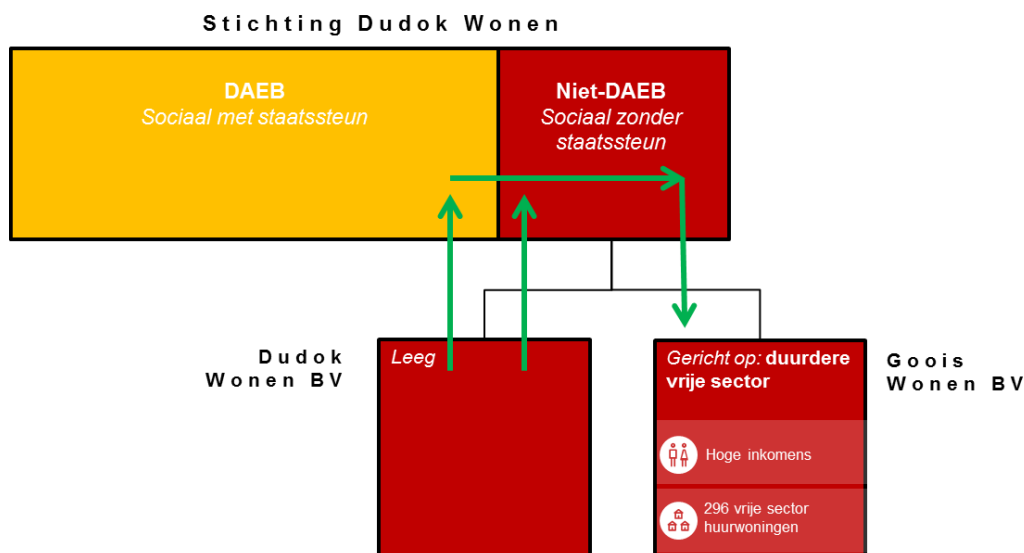 Stichting Dudok Wonen
DAEB
Sociaal met staatssteun
Niet-DAEB
Sociaal zonder
staatssteun
Dudok
Wonen BV
Leeg
Gericht op: duurdere
vrije sector
Hoge inkomens
296 vrije sector
huurwoningen
Goois
Wonen BV